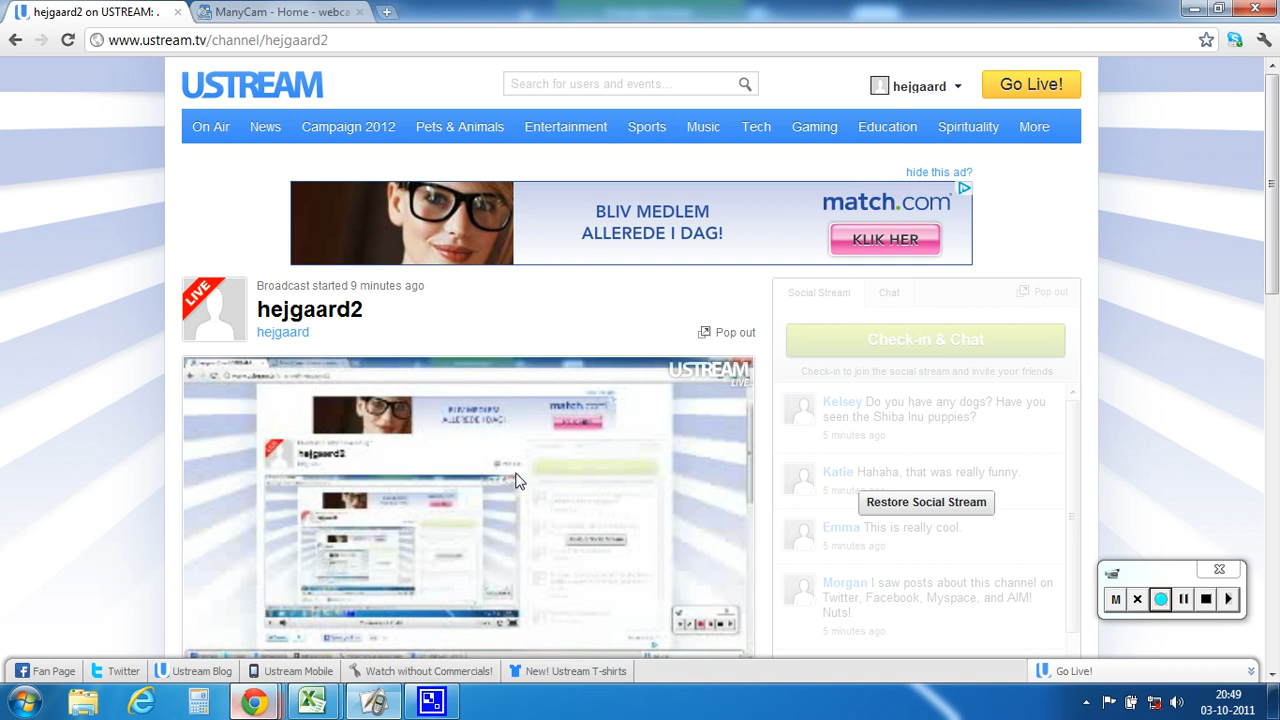 hejgaard2 on USTREAM: .
ManyCam - Home - webca
www.ustream.tv/channel/hejgaard2
USTREAM
Search for users and events...
hejgaard
Go Live!
On Air News Campaign 2012 Pets & Animals Entertainment Sports Music Tech Gaming Education Spirituality More
hide this ad?
BLIV MEDLEM
ALLEREDE I DAG!
match.com
KLIK HER
LIVE
Broadcast started 9 minutes ago
hejgaard2
hejgaard
Pop out
USTREAM
LIVE
BLIV MEDLEM
ALLEREDE I DAG!
match.com
hejgaard2
Social Stream
Chat
Pop out
Check-in & Chat
Check-in to join the social stream and invite your friends
Kelsey Do you have any dogs? Have you
seen the Shiba Inu puppies?
5 minutes ago
Katie Hahaha, that was really funny.
5 minutes ago
Restore Social Stream
Emma This is really cool.
5 minutes ago
Morgan I saw posts about this channel on
Twitter, Facebook, Myspace, and AIM!
Nuts!
5 minutes ago
M
Fan Page
Twitter
Ustream Blog
Ustream Mobile
Watch without Commercials!
New! Ustream T-shirts
Go Live!
20:49
03-10-2011